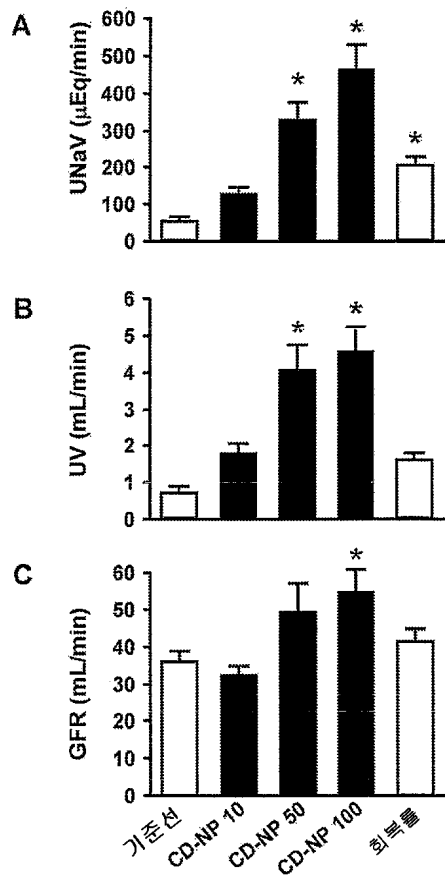 A
UNaV (μEq/min)
600
500
400
300
200
100
0
*
*
*
B
UV (mL/min)
6
5
4
3
2
1
0
*
*
C
GFR (mL/min)
60
50
40
30
20
10
0
*
기준선
CD-NP 10
CD-NP 50
CD-NP 100
회복률